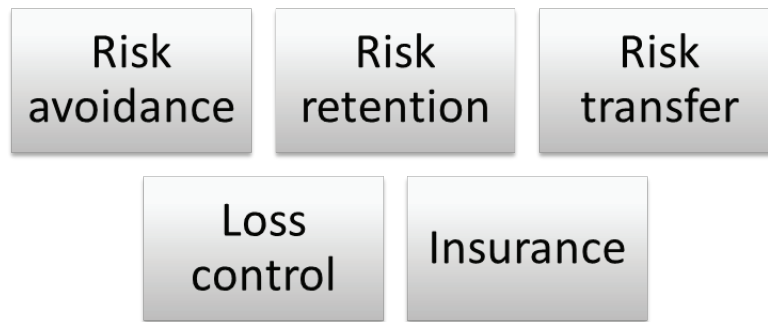 Risk
avoidance
Risk
retention
Risk
transfer
Loss
control
Insurance